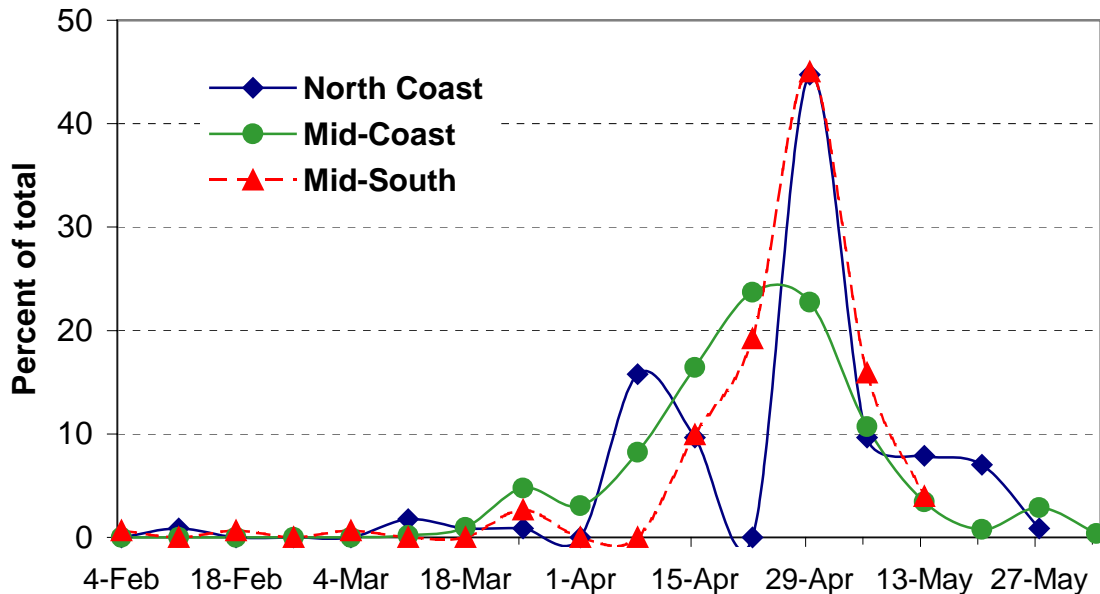 50
40
30
20
10
0
Percent of total
North Coast
Mid-Coast
Mid-South
4-Feb 18-Feb 4-Mar 18-Mar 1-Apr 15-Apr 29-Apr 13-May 27-May